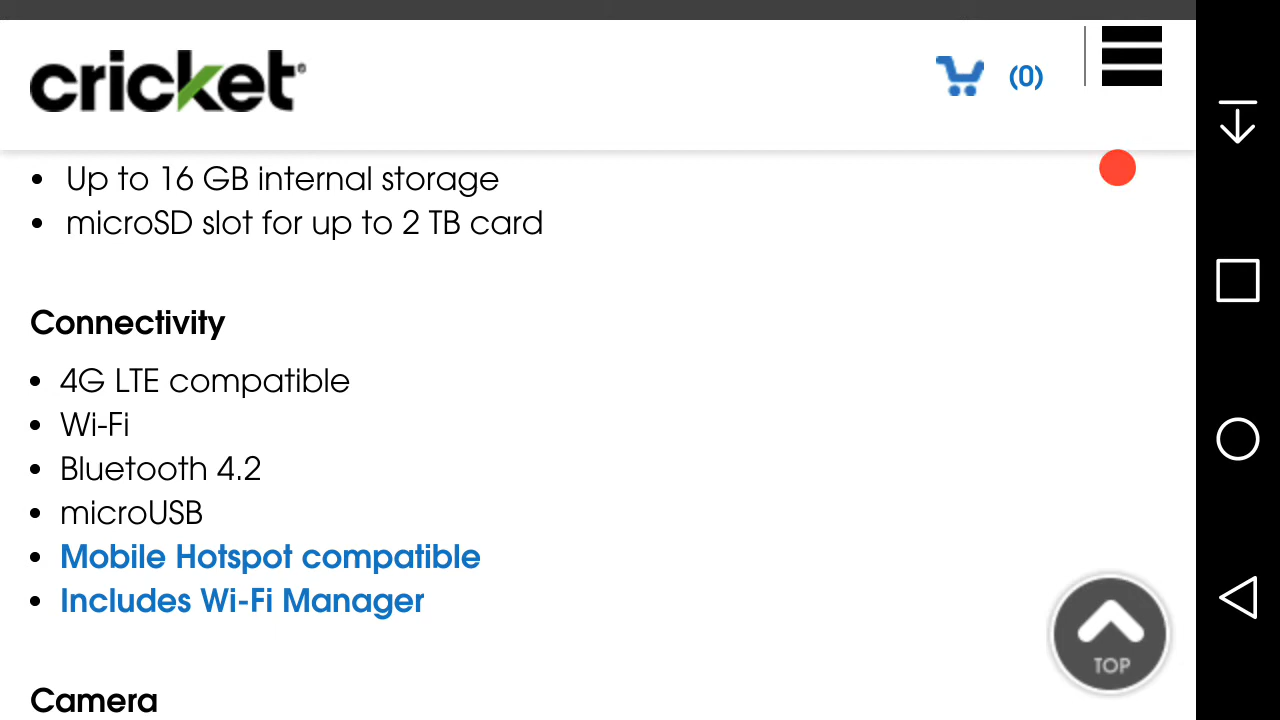 cricket
(0)
• Up to 16 GB internal storage
• microSD slot for up to 2 TB card
Connectivity
• 4G LTE compatible
• Wi-Fi
• Bluetooth 4.2
• microUSB
• Mobile Hotspot compatible
• Includes Wi-Fi Manager
TOP
Camera